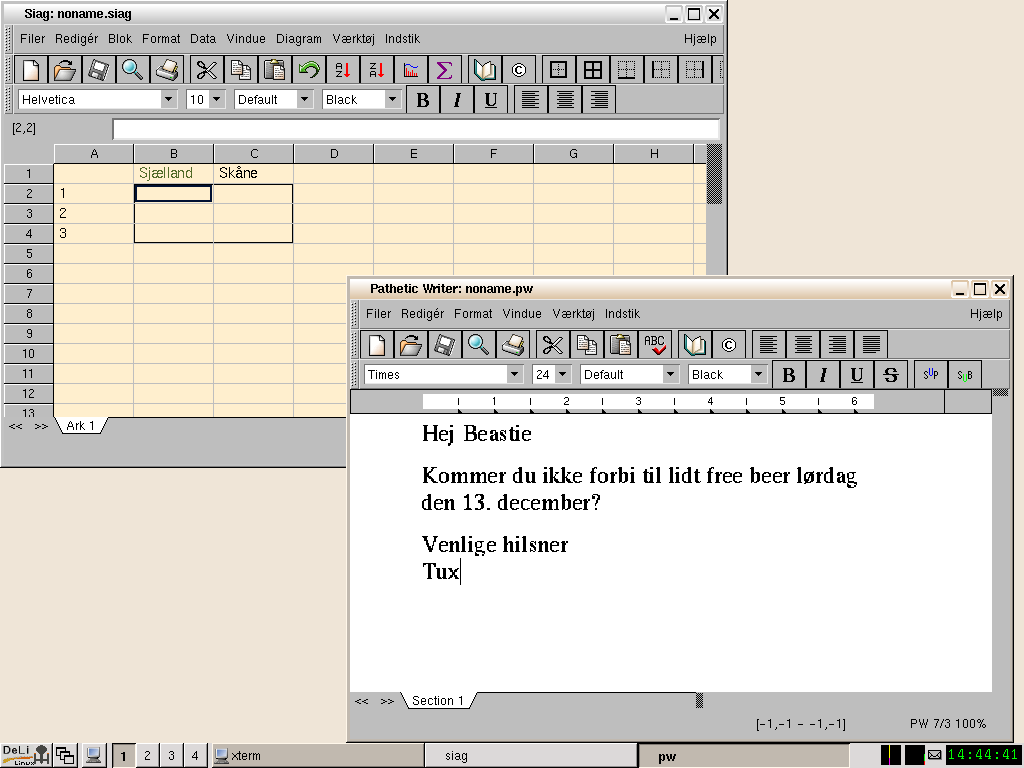 Siag: noname.siag
Filer Redigér Blok Format Data Vindue Diagram Værktøj Indstik Hjælp
A Z Z A Σ ©
Helvetica 10 Default Black B I U
[2,2]
A B C D E F G H
1 Sjælland Skåne
2 1
3 2
4 3
5
6
7
8
9
10
11
12
13
<< >> Ark 1
Pathetic Writer: noname.pw
Filer Redigér Format Vindue Værktøj Indstik Hjælp
ABC ©
Times 24 Default Black B I U S SUP SUB
1 2 3 4 5 6
Hej Beastie
Kommer du ikke forbi til lidt free beer lørdag
den 13. december?
Venlige hilsner
Tux
<< >> Section 1
[-1,-1 - -1,-1] PW 7/3 100%
DeLi Linux 1 2 3 4 xterm siag pw 14:44:41